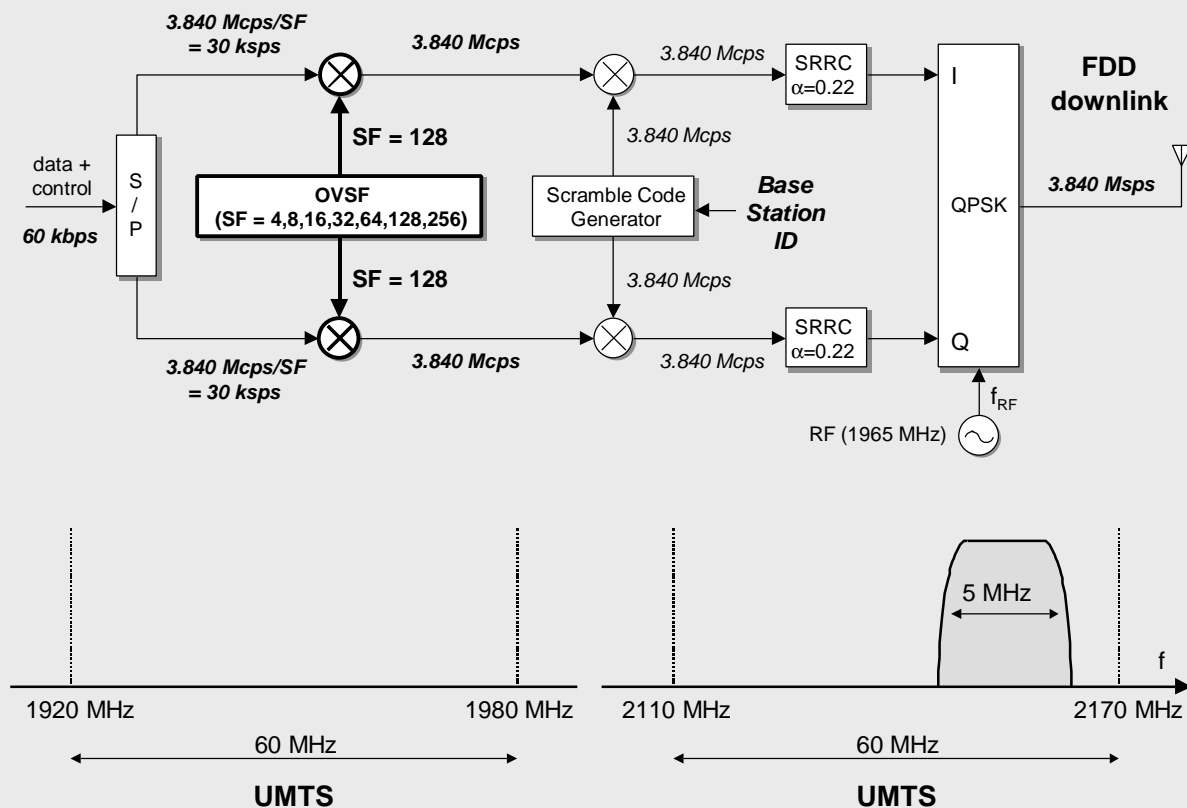 3.840 Mcps/SF
= 30 ksps
3.840 Mcps
3.840 Mcps
SRRC
α=0.22
I
FDD
downlink
data +
control
60 kbps
S
/
P
SF = 128
3.840 Mcps
OVSF
(SF = 4,8,16,32,64,128,256)
Scramble Code
Generator
Base
Station
ID
QPSK
3.840 Msps
SF = 128
3.840 Mcps
3.840 Mcps/SF
= 30 ksps
3.840 Mcps
3.840 Mcps
SRRC
α=0.22
Q
fRF
RF (1965 MHz)
5 MHz
f
1920 MHz
1980 MHz
2110 MHz
2170 MHz
60 MHz
60 MHz
UMTS
UMTS